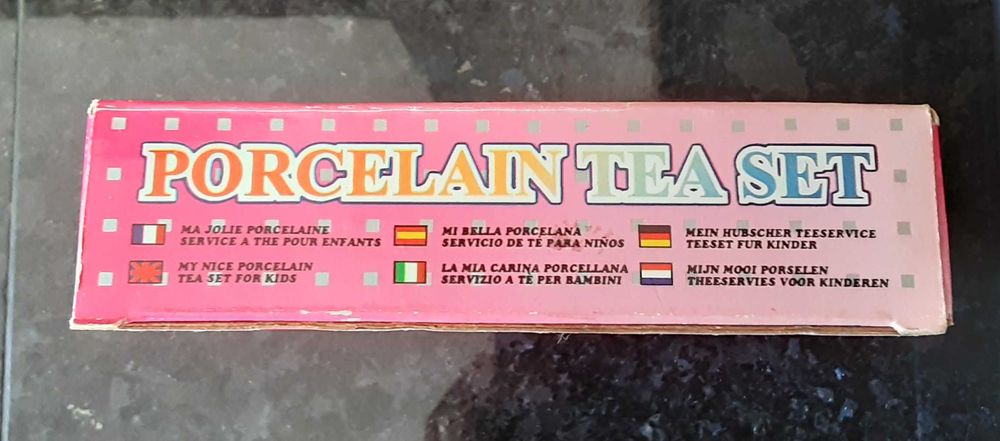 PORCELAIN TEA SET
MA JOLIE PORCELAINE
SERVICE A THE POUR ENFANTS
MI BELLA PORCELANA
SERVICIO DE TÉ PARA NIÑOS
MEIN HUBSCHER TEESERVICE
TEESET FUR KINDER
MY NICE PORCELAIN
TEA SET FOR KIDS
LA MIA CARINA PORCELLANA
SERVIZIO A TÈ PER BAMBINI
MIJN MOOI PORSELEN
THEESERVIES VOOR KINDEREN